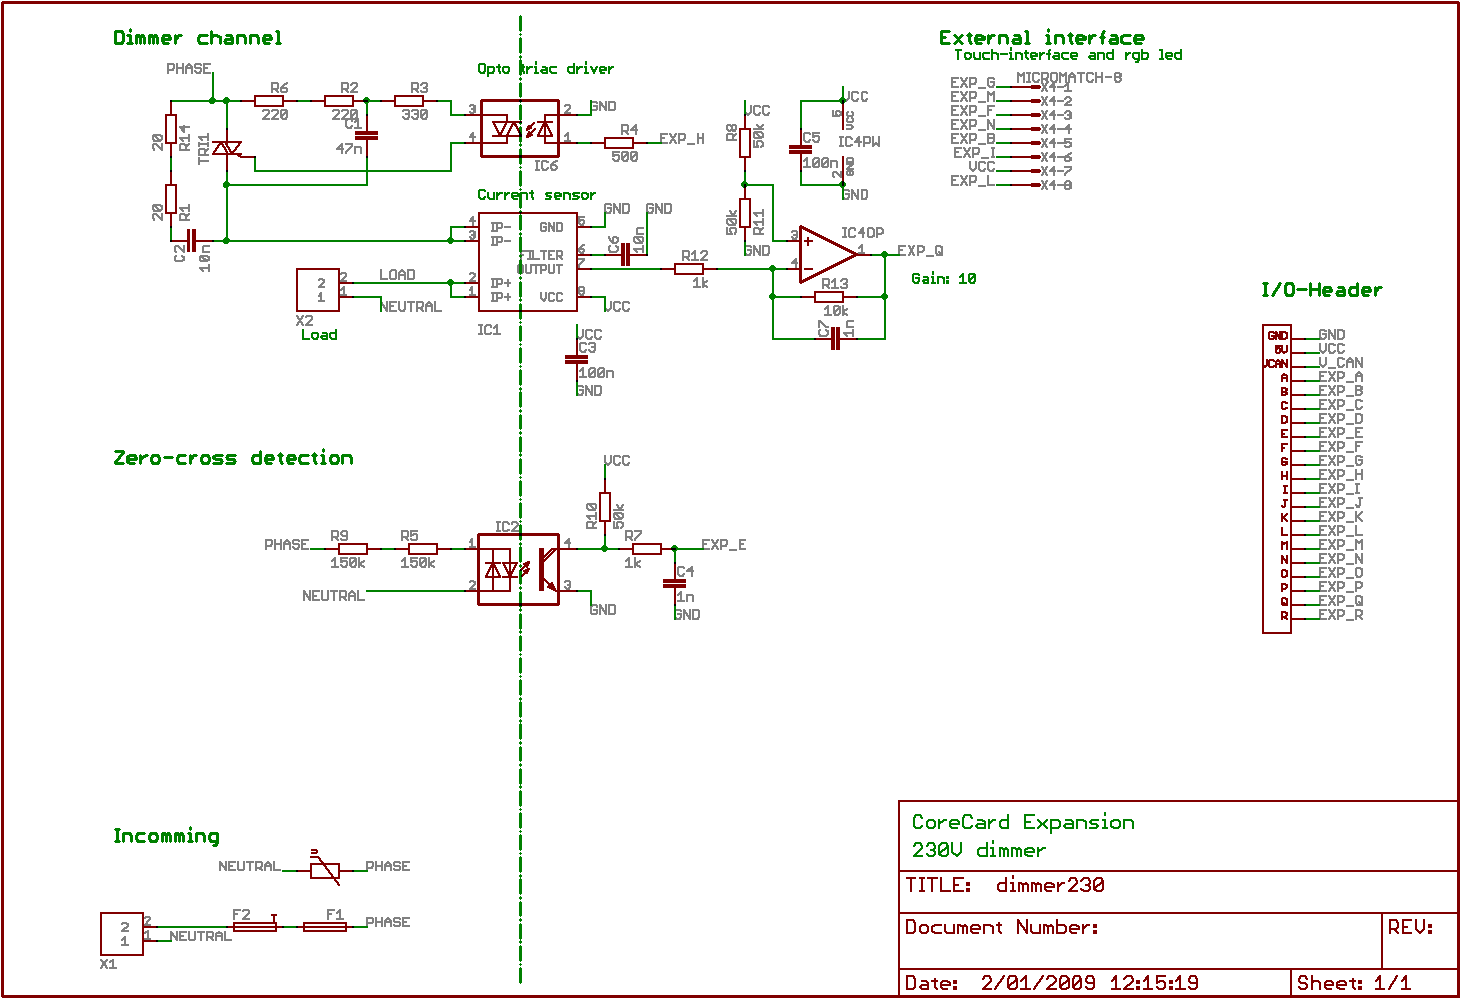 Dimmer channel
PHASE
R6
220
R2
220
R3
330
C1
47n
20
R14
TRI1
20
R1
C2
10n
Opto triac driver
3
4
2
1
GND
R4
500
EXP_H
IC6
Current sensor
4
3
2
1
IP-
IP-
IP+
IP+
GND
FILTER
OUTPUT
VCC
5
6
7
8
GND
GND
C6
10n
VCC
IC1
LOAD
NEUTRAL
2
1
2
1
X2
Load
VCC
C3
100n
GND
R12
1k
VCC
R8
50k
50k
R11
GND
C5
100n
VCC
5
VCC
IC4PW
2
GND
GND
3
4
1
IC4OP
EXP_Q
Gain: 10
R13
10k
C7
1n
External interface
Touch-interface and rgb led
MICROMATCH-8
EXP_G X4-1
EXP_M X4-2
EXP_F X4-3
EXP_N X4-4
EXP_B X4-5
EXP_I X4-6
VCC X4-7
EXP_L X4-8
I/O-Header
GND GND
5V VCC
VCAN V_CAN
A EXP_A
B EXP_B
C EXP_C
D EXP_D
E EXP_E
F EXP_F
G EXP_G
H EXP_H
I EXP_I
J EXP_J
K EXP_K
L EXP_L
M EXP_M
N EXP_N
O EXP_O
P EXP_P
Q EXP_Q
R EXP_R
Zero-cross detection
PHASE
R9
150k
R5
150k
NEUTRAL
IC2
1
2
4
3
VCC
R10
50k
R7
1k
EXP_E
C4
1n
GND
GND
Incomming
NEUTRAL
PHASE
2
1
2
1
X1
NEUTRAL
F2
F1
PHASE
CoreCard Expansion
230V dimmer
TITLE: dimmer230
Document Number:
REV:
Date: 2/01/2009 12:15:19
Sheet: 1/1